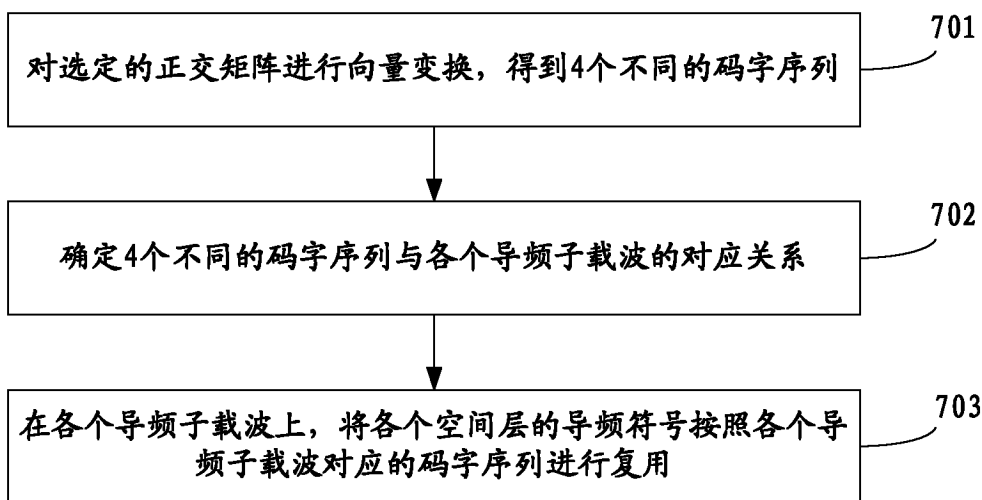 701
对选定的正交矩阵进行向量变换，得到4个不同的码字序列
702
确定4个不同的码字序列与各个导频子载波的对应关系
703
在各个导频子载波上，将各个空间层的导频符号按照各个导
频子载波对应的码字序列进行复用